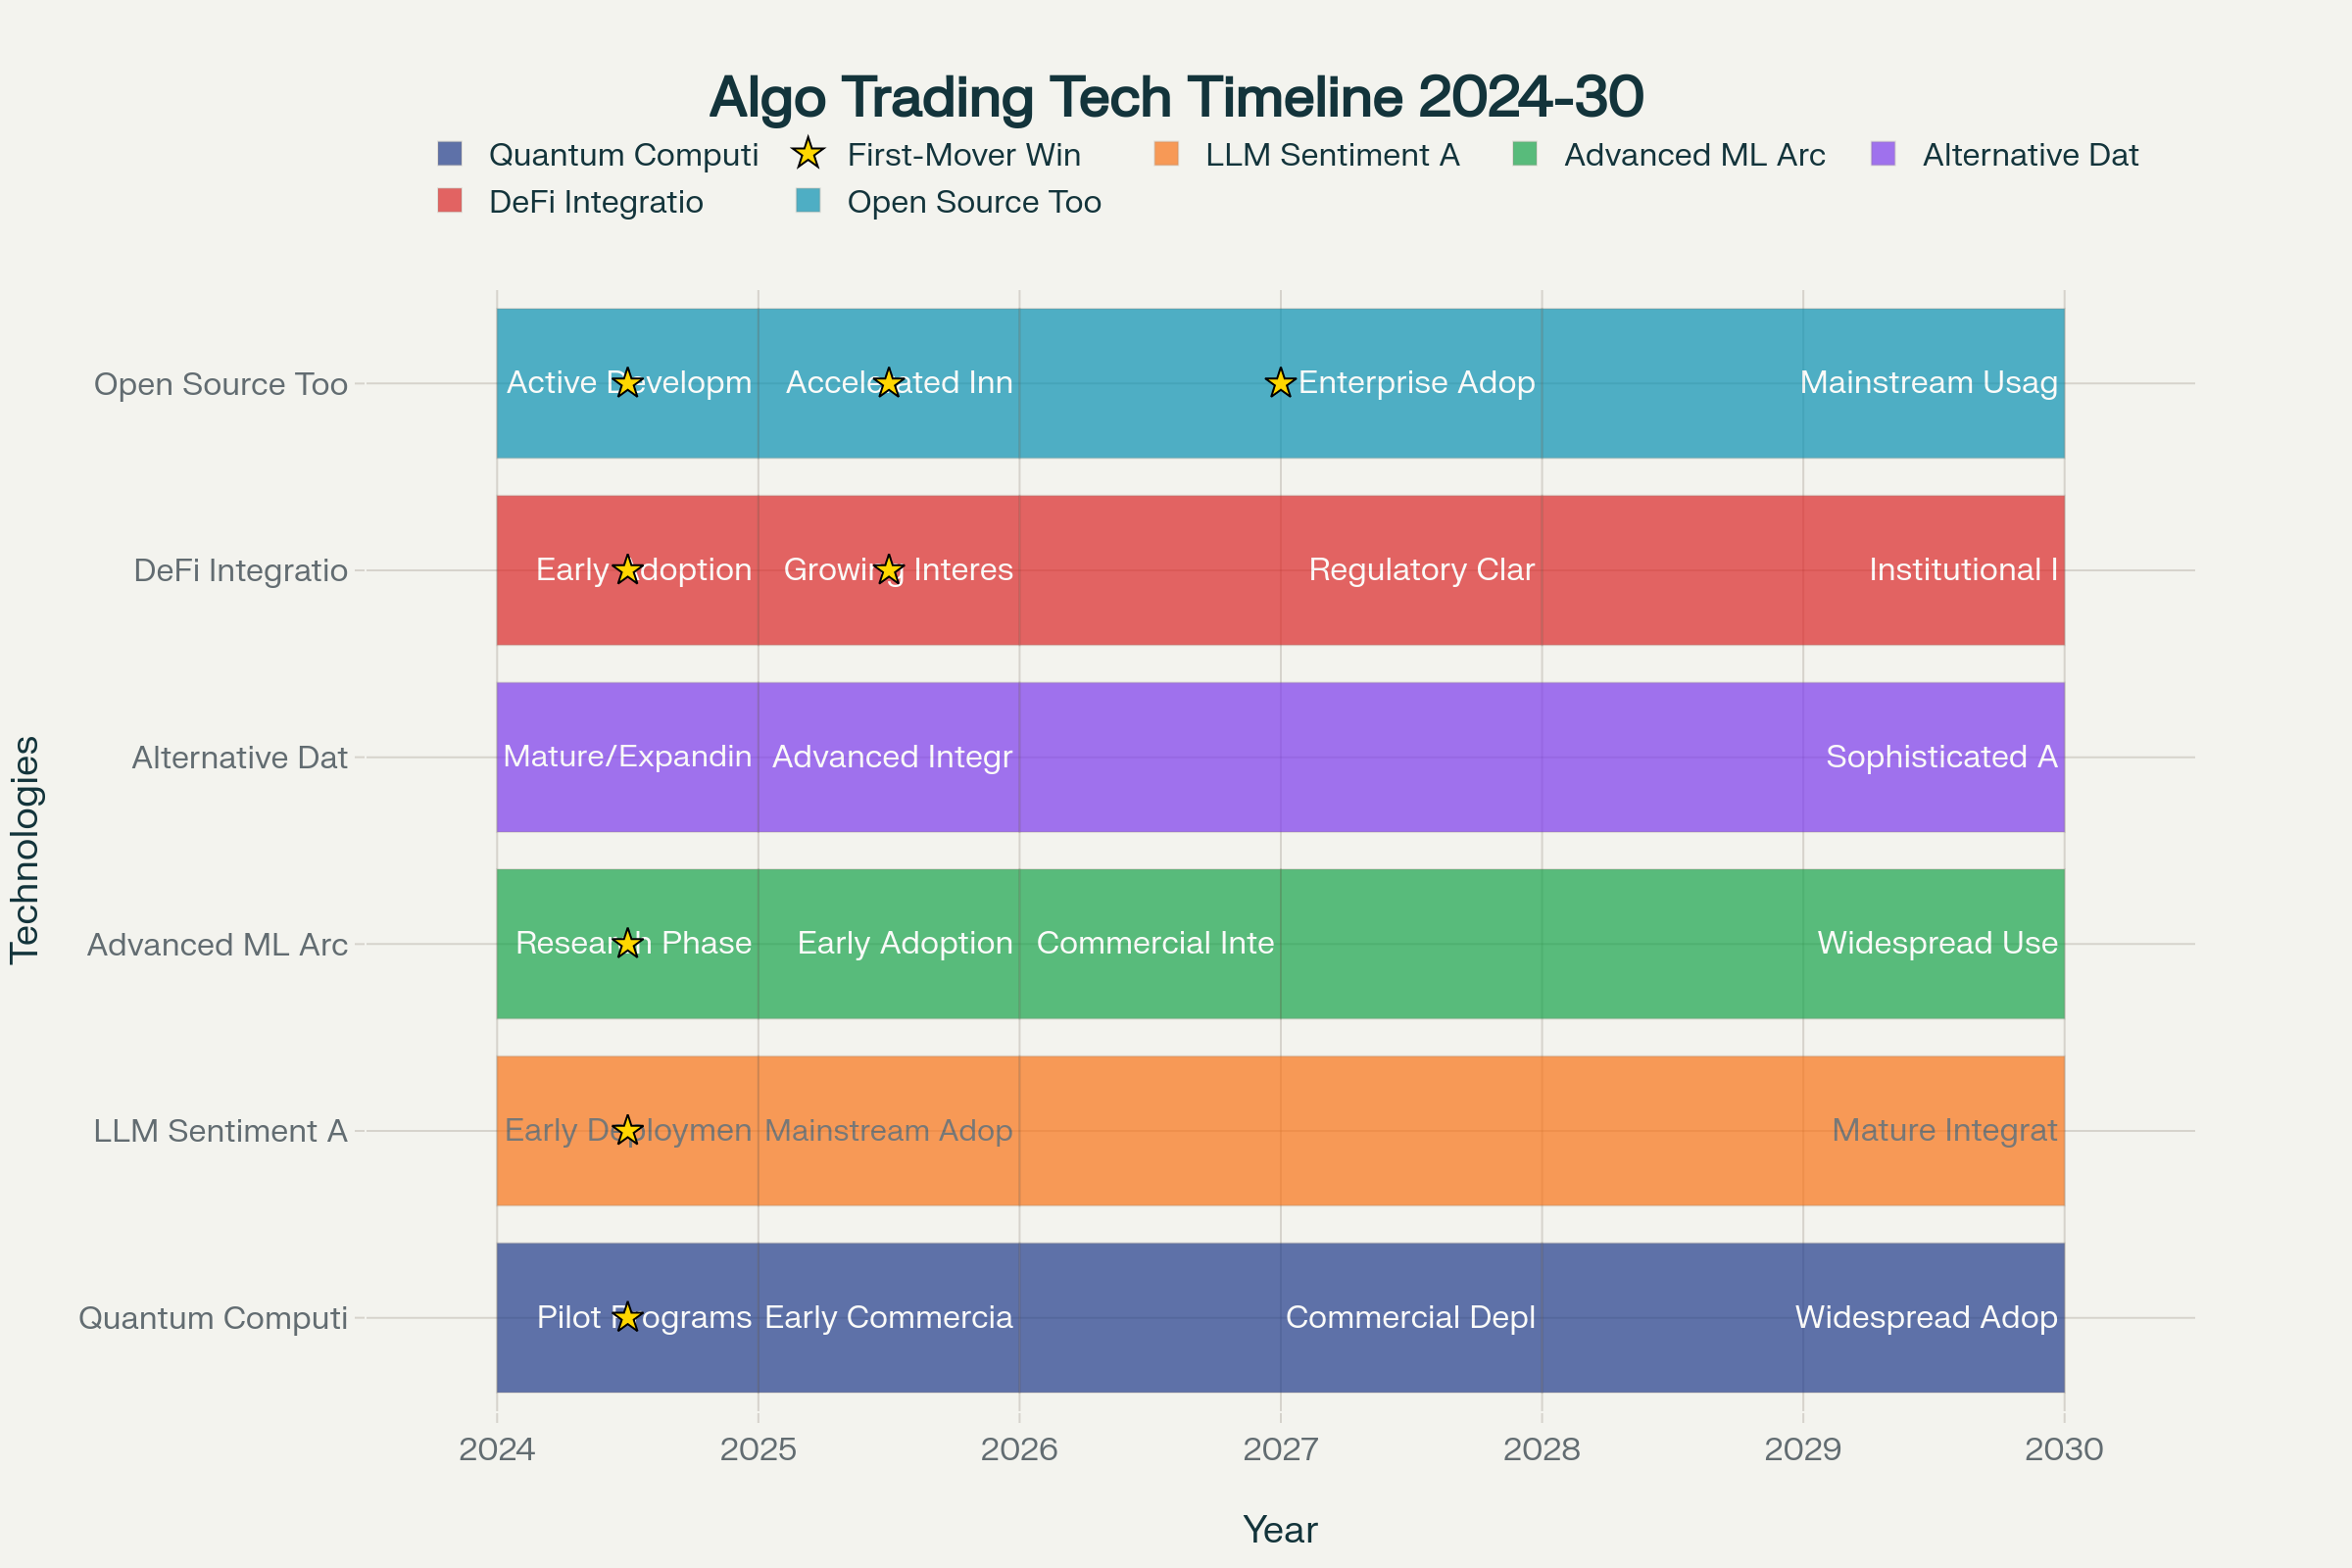 Algo Trading Tech Timeline 2024-30
Quantum Computi First-Mover Win LLM Sentiment A Advanced ML Arc Alternative Dat
DeFi Integratio Open Source Too
Open Source Too Active Developm Accelerated Inn Enterprise Adop Mainstream Usag
DeFi Integratio Early Adoption Growing Interes Regulatory Clar Institutional I
Alternative Dat Mature/Expandin Advanced Integr Sophisticated A
Advanced ML Arc Research Phase Early Adoption Commercial Inte Widespread Use
LLM Sentiment A Early Deploymen Mainstream Adop Mature Integrat
Quantum Computi Pilot Programs Early Commercia Commercial Depl Widespread Adop
Technologies
2024 2025 2026 2027 2028 2029 2030
Year